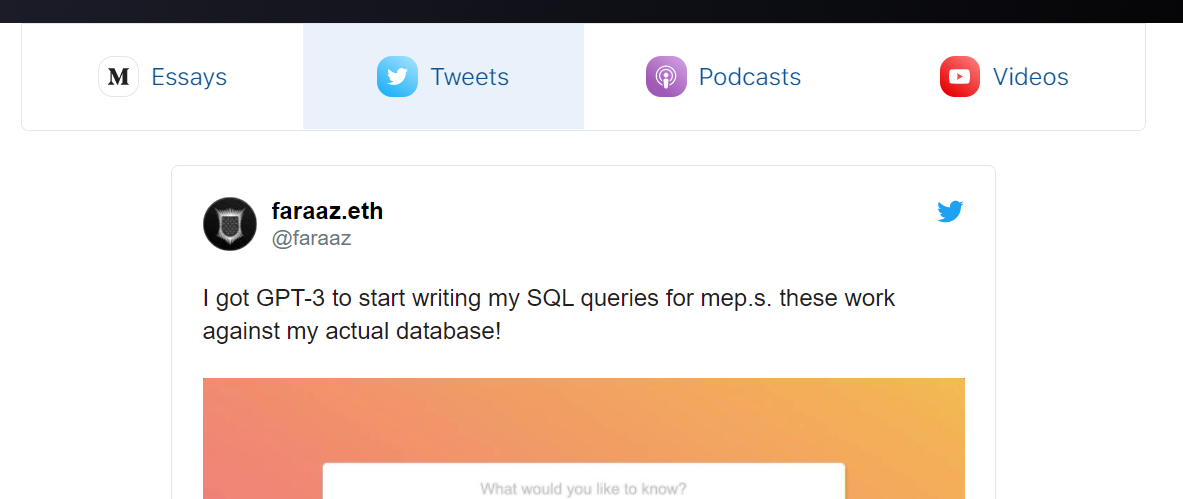 Essays
Tweets
Podcasts
Videos
faraaz.eth
@faraaz
I got GPT-3 to start writing my SQL queries for mep.s. these work
against my actual database!
What would you like to know?